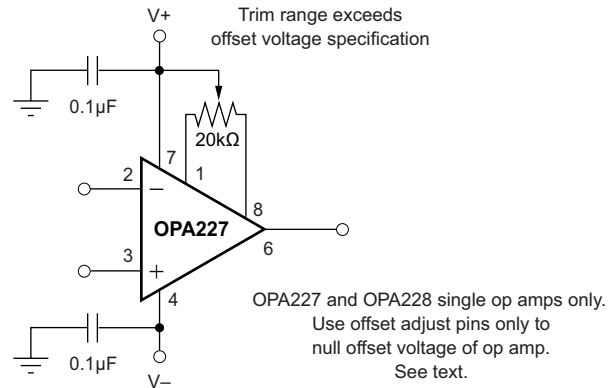 V+
Trim range exceeds
offset voltage specification
0.1µF
20kΩ
7
1
2
−
8
OPA227
6
3
+
4
OPA227 and OPA228 single op amps only.
Use offset adjust pins only to
null offset voltage of op amp.
See text.
0.1µF
V−